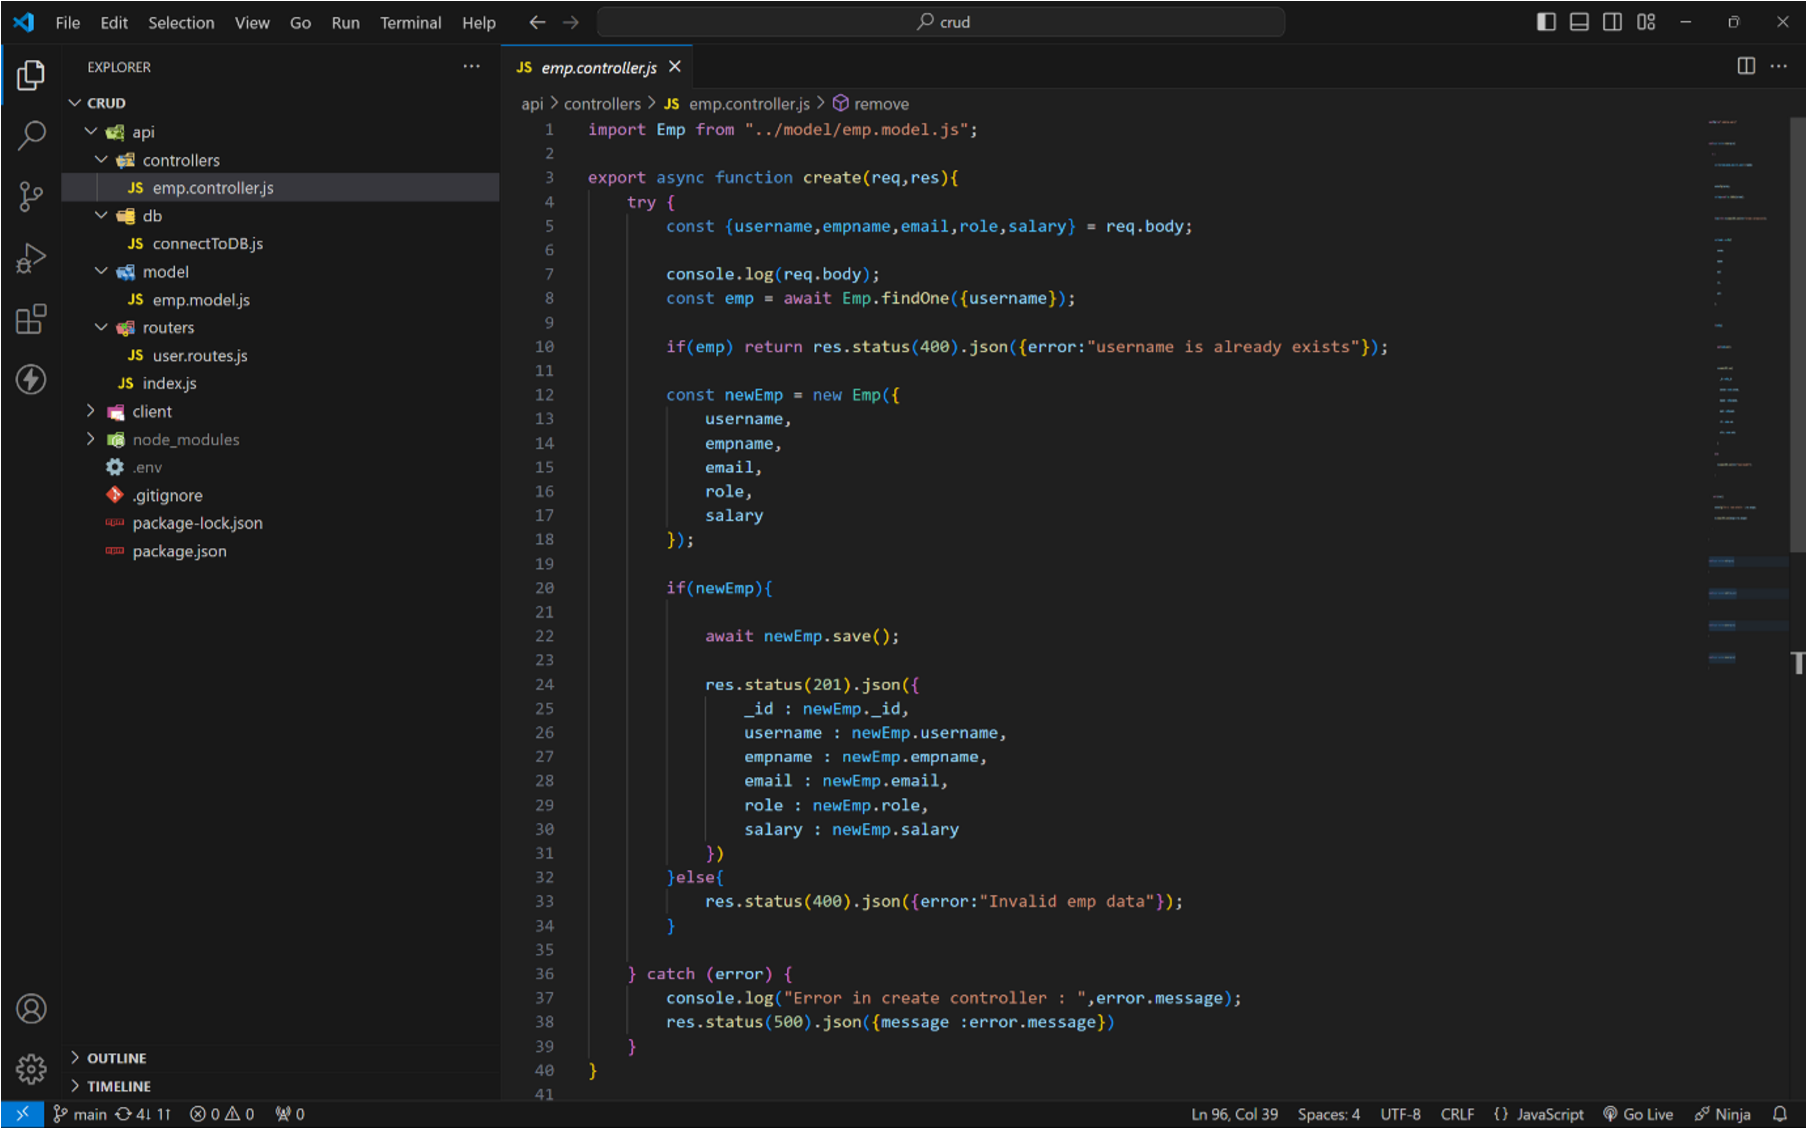 File Edit Selection View Go Run Terminal Help
crud
EXPLORER
CRUD
api
controllers
JS emp.controller.js
db
JS connectToDB.js
model
JS emp.model.js
routers
JS user.routes.js
JS index.js
client
node_modules
.env
.gitignore
package-lock.json
package.json
OUTLINE
TIMELINE
JS emp.controller.js
api > controllers > JS emp.controller.js > remove
1 import Emp from "../model/emp.model.js";
2
3 export async function create(req,res){
4 try {
5 const {username,empname,email,role,salary} = req.body;
6
7 console.log(req.body);
8 const emp = await Emp.findOne({username});
9
10 if(emp) return res.status(400).json({error:"username is already exists"});
11
12 const newEmp = new Emp({
13 username,
14 empname,
15 email,
16 role,
17 salary
18 });
19
20 if(newEmp){
21
22 await newEmp.save();
23
24 res.status(201).json({
25 _id : newEmp._id,
26 username : newEmp.username,
27 empname : newEmp.empname,
28 email : newEmp.email,
29 role : newEmp.role,
30 salary : newEmp.salary
31 })
32 }else{
33 res.status(400).json({error:"Invalid emp data"});
34 }
35
36 } catch (error) {
37 console.log("Error in create controller : ",error.message);
38 res.status(500).json({message :error.message})
39 }
40 }
41
main 4↓ 1↑ 0 0 0 Ln 96, Col 39 Spaces: 4 UTF-8 CRLF {} JavaScript Go Live Ninja